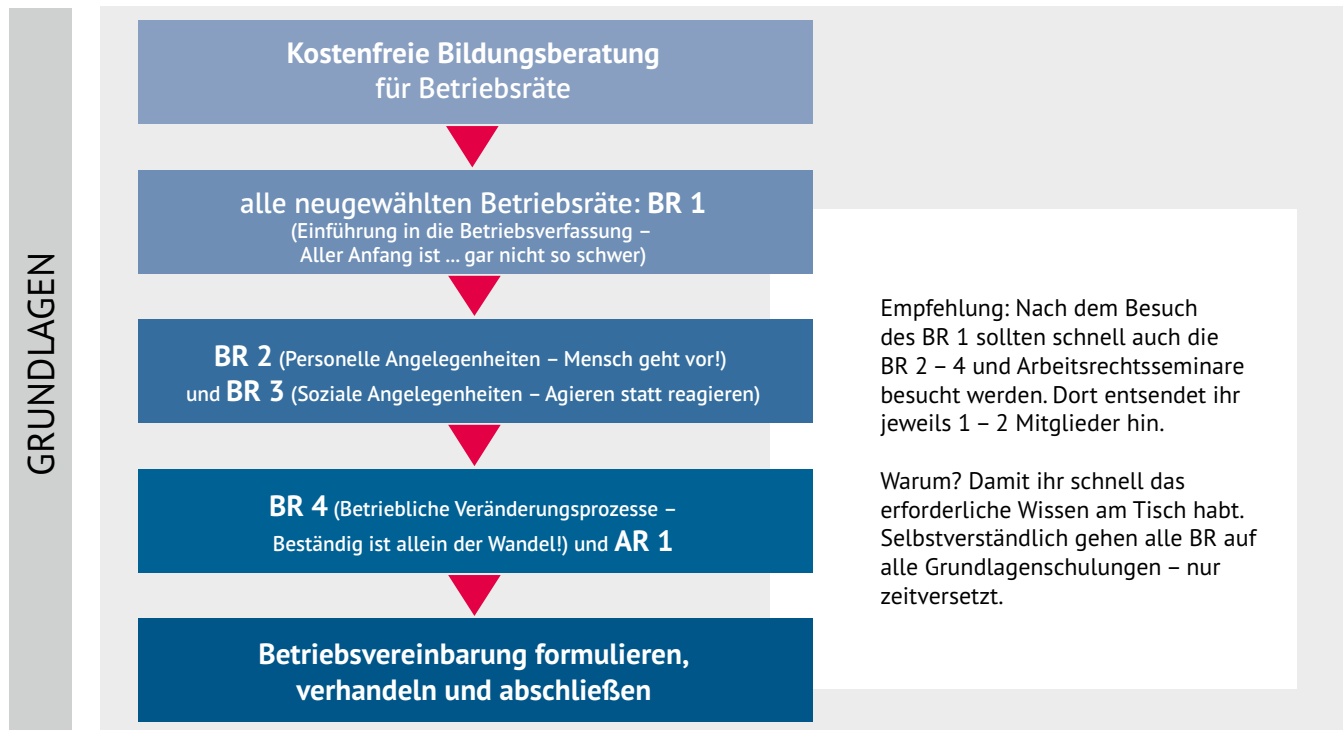 GRUNDLAGEN
Kostenfreie Bildungsberatung
für Betriebsräte
alle neugewählten Betriebsräte: BR 1
(Einführung in die Betriebsverfassung –
Aller Anfang ist ... gar nicht so schwer)
BR 2 (Personelle Angelegenheiten – Mensch geht vor!)
und BR 3 (Soziale Angelegenheiten – Agieren statt reagieren)
BR 4 (Betriebliche Veränderungsprozesse –
Beständig ist allein der Wandel!) und AR 1
Betriebsvereinbarung formulieren,
verhandeln und abschließen
Empfehlung: Nach dem Besuch
des BR 1 sollten schnell auch die
BR 2 – 4 und Arbeitsrechtsseminare
besucht werden. Dort entsendet ihr
jeweils 1 – 2 Mitglieder hin.
Warum? Damit ihr schnell das
erforderliche Wissen am Tisch habt.
Selbstverständlich gehen alle BR auf
alle Grundlagenschulungen – nur
zeitversetzt.